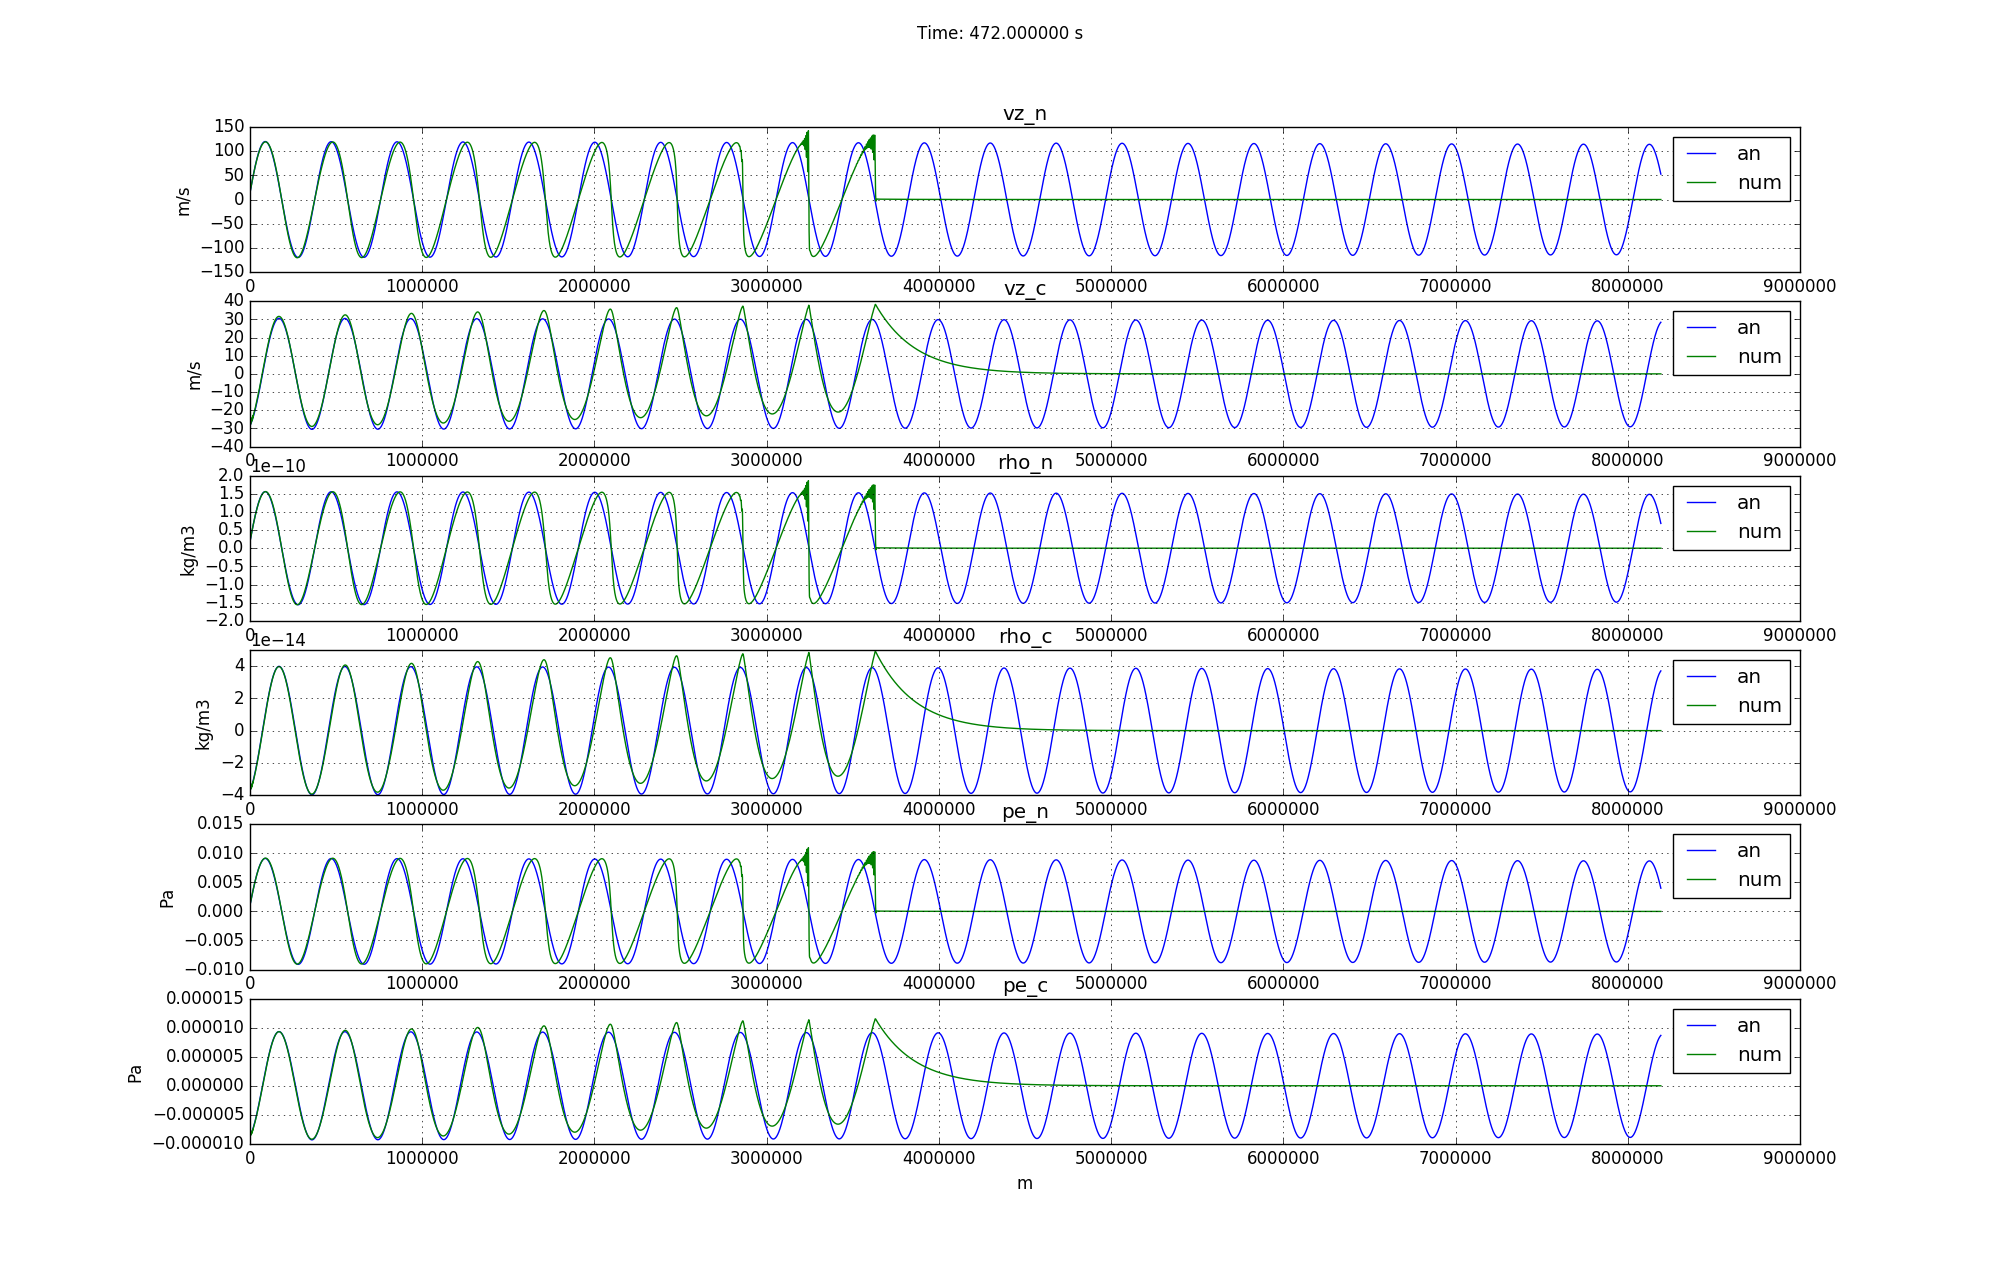 Time: 472.000000 s
vz_n
150
100
50
0
−50
−100
−150
m/s
an
num
0 1000000 2000000 3000000 4000000 5000000 6000000 7000000 8000000 9000000
vz_c
40
30
20
10
0
−10
−20
−30
−40
m/s
an
num
0 1000000 2000000 3000000 4000000 5000000 6000000 7000000 8000000 9000000
1e−10
rho_n
2.0
1.5
1.0
0.5
0.0
−0.5
−1.0
−1.5
−2.0
kg/m3
an
num
0 1000000 2000000 3000000 4000000 5000000 6000000 7000000 8000000 9000000
1e−14
rho_c
4
2
0
−2
−4
kg/m3
an
num
0 1000000 2000000 3000000 4000000 5000000 6000000 7000000 8000000 9000000
pe_n
0.015
0.010
0.005
0.000
−0.005
−0.010
Pa
an
num
0 1000000 2000000 3000000 4000000 5000000 6000000 7000000 8000000 9000000
pe_c
0.000015
0.000010
0.000005
0.000000
−0.000005
−0.000010
Pa
an
num
0 1000000 2000000 3000000 4000000 5000000 6000000 7000000 8000000 9000000
m